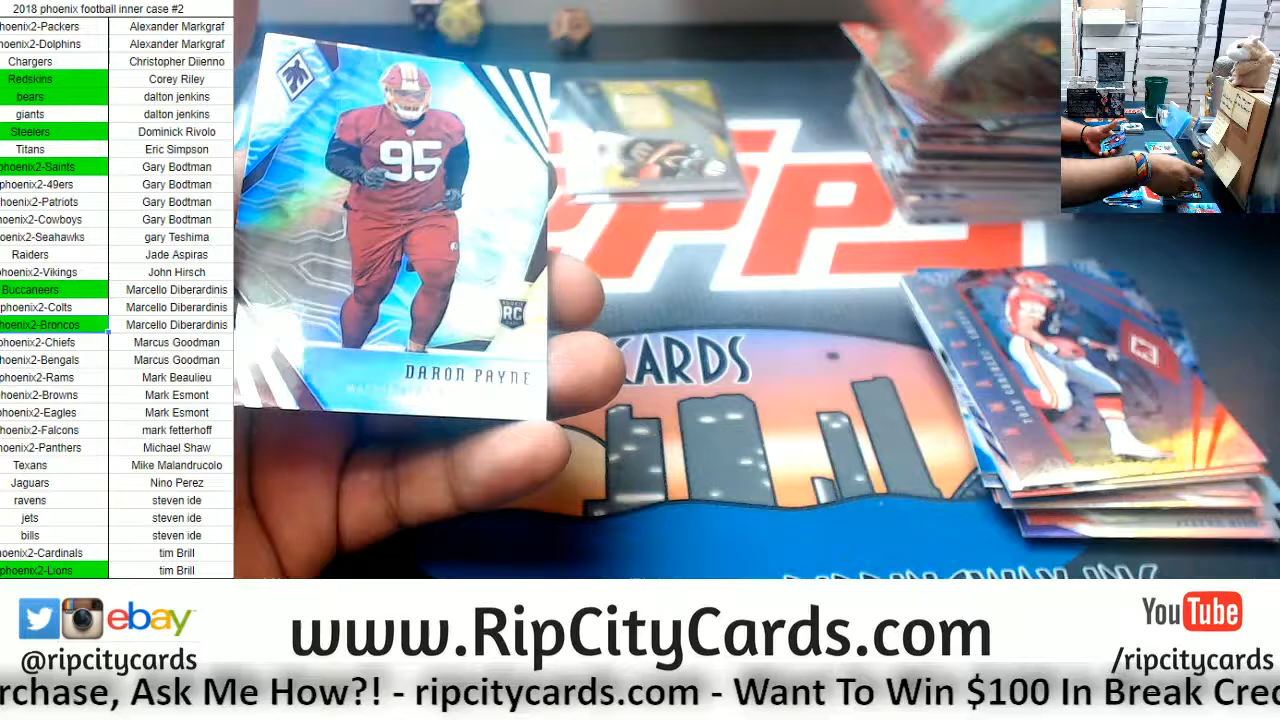 2018 phoenix football inner case #2
hoenix2-Packers Alexander Markgraf
hoenix2-Dolphins Alexander Markgraf
Chargers Christopher Diienno
Redskins Corey Riley
bears dalton jenkins
giants dalton jenkins
Steelers Dominick Rivolo
Titans Eric Simpson
phoenix2-Saints Gary Bodtman
phoenix2-49ers Gary Bodtman
phoenix2-Patriots Gary Bodtman
phoenix2-Cowboys Gary Bodtman
oenix2-Seahawks gary Teshima
Raiders Jade Aspiras
phoenix2-Vikings John Hirsch
Buccaneers Marcello Diberardinis
phoenix2-Colts Marcello Diberardinis
hoenix2-Broncos Marcello Diberardinis
phoenix2-Chiefs Marcus Goodman
hoenix2-Bengals Marcus Goodman
phoenix2-Rams Mark Beaulieu
hoenix2-Browns Mark Esmont
phoenix2-Eagles Mark Esmont
hoenix2-Falcons mark fetterhoff
hoenix2-Panthers Michael Shaw
Texans Mike Malandrucolo
Jaguars Nino Perez
ravens steven ide
jets steven ide
bills steven ide
oenix2-Cardinals tim Brill
phoenix2-Lions tim Brill
95
ROOKIE
RC
DARON PAYNE
CARDS
ebay
@ripcitycards
www.RipCityCards.com
YouTube
/ripcitycards
rchase, Ask Me How?! - ripcitycards.com - Want To Win $100 In Break Cred